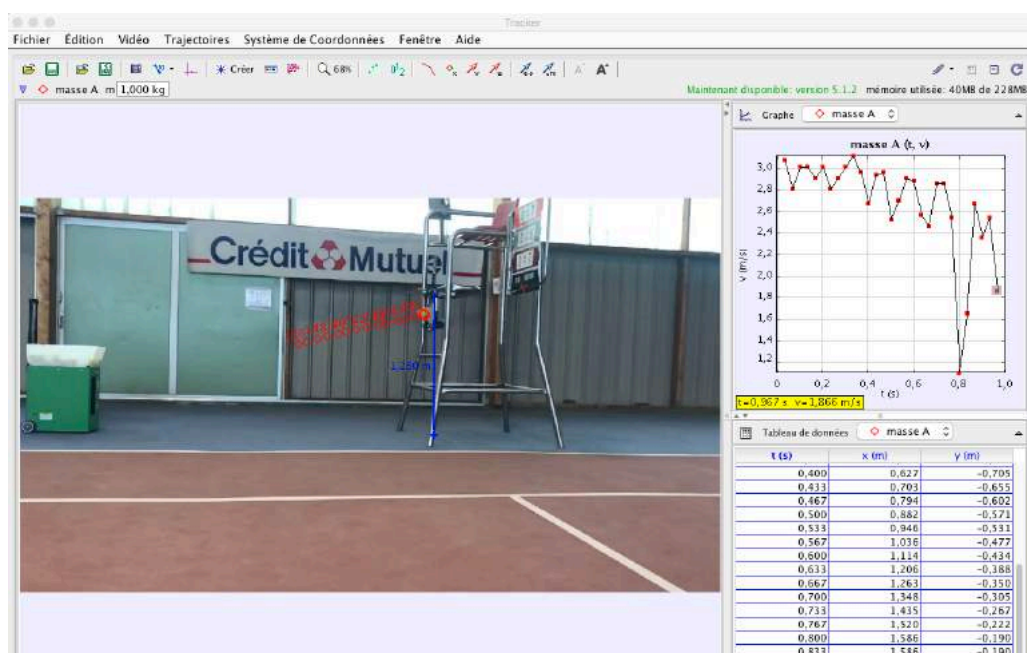 Tracker
Fichier Édition Vidéo Trajectoires Système de Coordonnées Fenêtre Aide
Créer 68%
masse A m 1,000 kg
Maintenant disponible: version 5.1.2 mémoire utilisée: 40MB de 228MB
Crédit Mutuel
1,280 m
Graphe masse A
masse A (t, v)
3,0
2,8
2,6
2,4
2,2
2,0
1,8
1,6
1,4
1,2
v (m/s)
0 0,2 0,4 0,6 0,8 1,0
t (s)
t=0,967 s v=1,866 m/s
Tableau de données masse A
t (s) x (m) y (m)
0,400 0,627 -0,705
0,433 0,703 -0,655
0,467 0,794 -0,602
0,500 0,882 -0,571
0,533 0,946 -0,531
0,567 1,036 -0,477
0,600 1,114 -0,434
0,633 1,206 -0,388
0,667 1,263 -0,350
0,700 1,348 -0,305
0,733 1,435 -0,267
0,767 1,520 -0,222
0,800 1,586 -0,190
0,833 1,586 -0,190